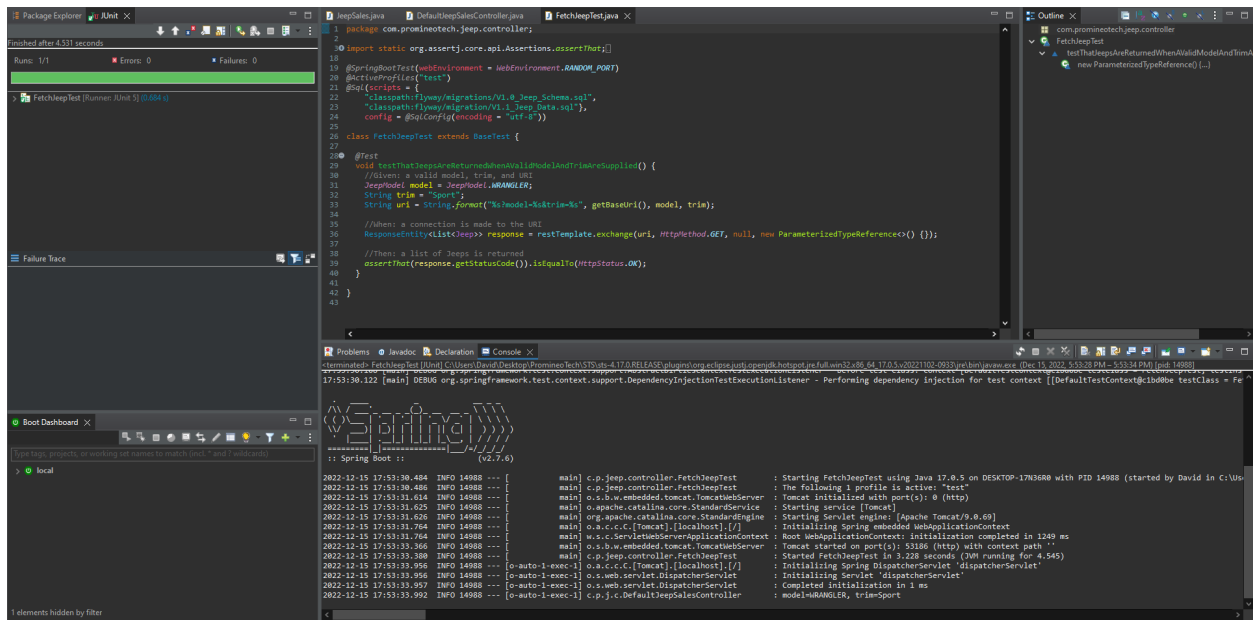 Package Explorer
JUnit
Finished after 4.531 seconds
Runs: 1/1
Errors: 0
Failures: 0
FetchJeepTest [Runner: JUnit 5] (0.684 s)
Failure Trace
Boot Dashboard
Type tags, projects, or working set names to match (incl. * and ? wildcards)
local
1 elements hidden by filter
JeepSales.java
DefaultJeepSalesController.java
FetchJeepTest.java
1 package com.promineotech.jeep.controller;
2
3 import static org.assertj.core.api.Assertions.assertThat;
18
19 @SpringBootTest(webEnvironment = WebEnvironment.RANDOM_PORT)
20 @ActiveProfiles("test")
21 @Sql(scripts = {
22 "classpath:flyway/migrations/V1.0_Jeep_Schema.sql",
23 "classpath:flyway/migration/V1.1_Jeep_Data.sql"},
24 config = @SqlConfig(encoding = "utf-8"))
25
26 class FetchJeepTest extends BaseTest {
27
28 @Test
29 void testThatJeepsAreReturnedWhenAValidModelAndTrimAreSupplied() {
30 //Given: a valid model, trim, and URI
31 JeepModel model = JeepModel.WRANGLER;
32 String trim = "Sport";
33 String uri = String.format("%s?model=%s&trim=%s", getBaseUri(), model, trim);
34
35 //When: a connection is made to the URI
36 ResponseEntity<List<Jeep>> response = restTemplate.exchange(uri, HttpMethod.GET, null, new ParameterizedTypeReference<>() {});
37
38 //Then: a list of Jeeps is returned
39 assertThat(response.getStatusCode()).isEqualTo(HttpStatus.OK);
40 }
41
42 }
43
Outline
com.promineotech.jeep.controller
FetchJeepTest
testThatJeepsAreReturnedWhenAValidModelAndTrimA
new ParameterizedTypeReference() {...}
Problems
Javadoc
Declaration
Console
<terminated> FetchJeepTest [JUnit] C:\Users\David\Desktop\PromineoTech\STS\sts-4.17.0.RELEASE\plugins\org.eclipse.justj.openjdk.hotspot.jre.full.win32.x86_64_17.0.5.v20221102-0933\jre\bin\javaw.exe (Dec 15, 2022, 5:53:28 PM – 5:53:34 PM) [pid: 14988]
17:53:30.122 [main] DEBUG org.springframework.test.context.support.DependencyInjectionTestExecutionListener - Performing dependency injection for test context [[DefaultTestContext@c1bd0be testClass = Fe
:: Spring Boot :: (v2.7.6)
2022-12-15 17:53:30.484 INFO 14988 --- [ main] c.p.jeep.controller.FetchJeepTest : Starting FetchJeepTest using Java 17.0.5 on DESKTOP-17N36R0 with PID 14988 (started by David in C:\Us
2022-12-15 17:53:30.486 INFO 14988 --- [ main] c.p.jeep.controller.FetchJeepTest : The following 1 profile is active: "test"
2022-12-15 17:53:31.614 INFO 14988 --- [ main] o.s.b.w.embedded.tomcat.TomcatWebServer : Tomcat initialized with port(s): 0 (http)
2022-12-15 17:53:31.625 INFO 14988 --- [ main] o.apache.catalina.core.StandardService : Starting service [Tomcat]
2022-12-15 17:53:31.626 INFO 14988 --- [ main] org.apache.catalina.core.StandardEngine : Starting Servlet engine: [Apache Tomcat/9.0.69]
2022-12-15 17:53:31.764 INFO 14988 --- [ main] o.a.c.c.C.[Tomcat].[localhost].[/] : Initializing Spring embedded WebApplicationContext
2022-12-15 17:53:31.764 INFO 14988 --- [ main] w.s.c.ServletWebServerApplicationContext : Root WebApplicationContext: initialization completed in 1249 ms
2022-12-15 17:53:33.366 INFO 14988 --- [ main] o.s.b.w.embedded.tomcat.TomcatWebServer : Tomcat started on port(s): 53186 (http) with context path ''
2022-12-15 17:53:33.380 INFO 14988 --- [ main] c.p.jeep.controller.FetchJeepTest : Started FetchJeepTest in 3.228 seconds (JVM running for 4.545)
2022-12-15 17:53:33.956 INFO 14988 --- [o-auto-1-exec-1] o.a.c.c.C.[Tomcat].[localhost].[/] : Initializing Spring DispatcherServlet 'dispatcherServlet'
2022-12-15 17:53:33.956 INFO 14988 --- [o-auto-1-exec-1] o.s.web.servlet.DispatcherServlet : Initializing Servlet 'dispatcherServlet'
2022-12-15 17:53:33.957 INFO 14988 --- [o-auto-1-exec-1] o.s.web.servlet.DispatcherServlet : Completed initialization in 1 ms
2022-12-15 17:53:33.992 INFO 14988 --- [o-auto-1-exec-1] c.p.j.c.DefaultJeepSalesController : model=WRANGLER, trim=Sport